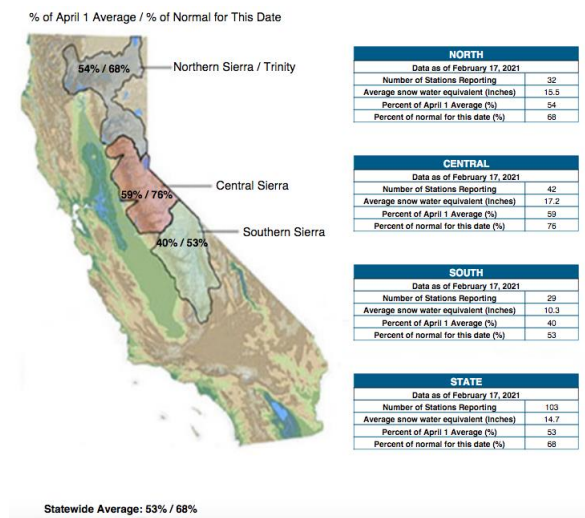 % of April 1 Average / % of Normal for This Date
54% / 68%
Northern Sierra / Trinity
59% / 76%
Central Sierra
40% / 53%
Southern Sierra
NORTH
Data as of February 17, 2021
Number of Stations Reporting 32
Average snow water equivalent (Inches) 15.5
Percent of April 1 Average (%) 54
Percent of normal for this date (%) 68
CENTRAL
Data as of February 17, 2021
Number of Stations Reporting 42
Average snow water equivalent (Inches) 17.2
Percent of April 1 Average (%) 59
Percent of normal for this date (%) 76
SOUTH
Data as of February 17, 2021
Number of Stations Reporting 29
Average snow water equivalent (Inches) 10.3
Percent of April 1 Average (%) 40
Percent of normal for this date (%) 53
STATE
Data as of February 17, 2021
Number of Stations Reporting 103
Average snow water equivalent (Inches) 14.7
Percent of April 1 Average (%) 53
Percent of normal for this date (%) 68
Statewide Average: 53% / 68%